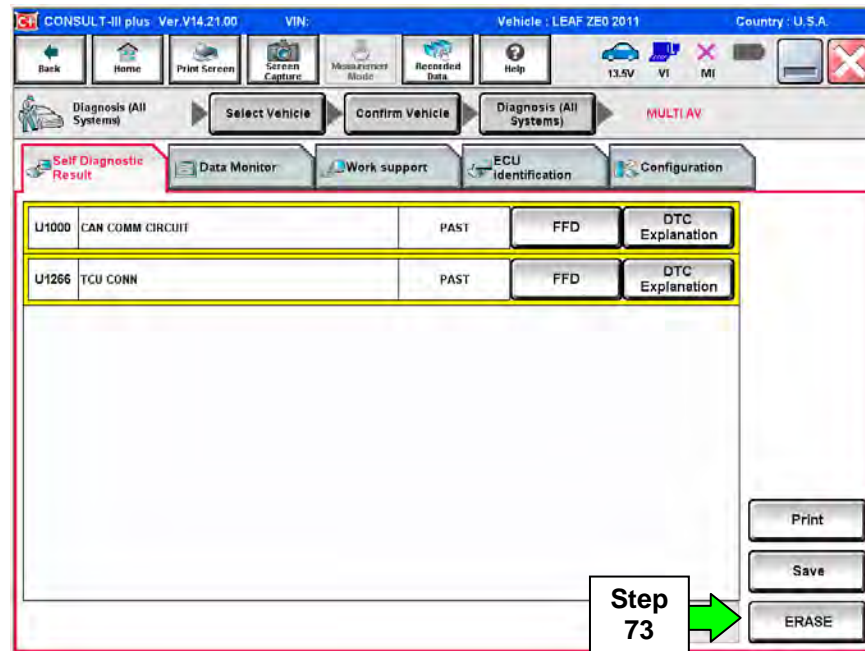 C+ CONSULT-III plus Ver.V14.21.00 VIN: Vehicle : LEAF ZE0 2011 Country : U.S.A.
Back Home Print Screen Screen Capture Measurement Mode Recorded Data Help 13.5V VI MI
Diagnosis (All Systems) Select Vehicle Confirm Vehicle Diagnosis (All Systems) MULTI AV
Self Diagnostic Result Data Monitor Work support ECU identification Configuration
U1000 CAN COMM CIRCUIT PAST FFD DTC Explanation
U1266 TCU CONN PAST FFD DTC Explanation
Print
Save
Step 73
ERASE